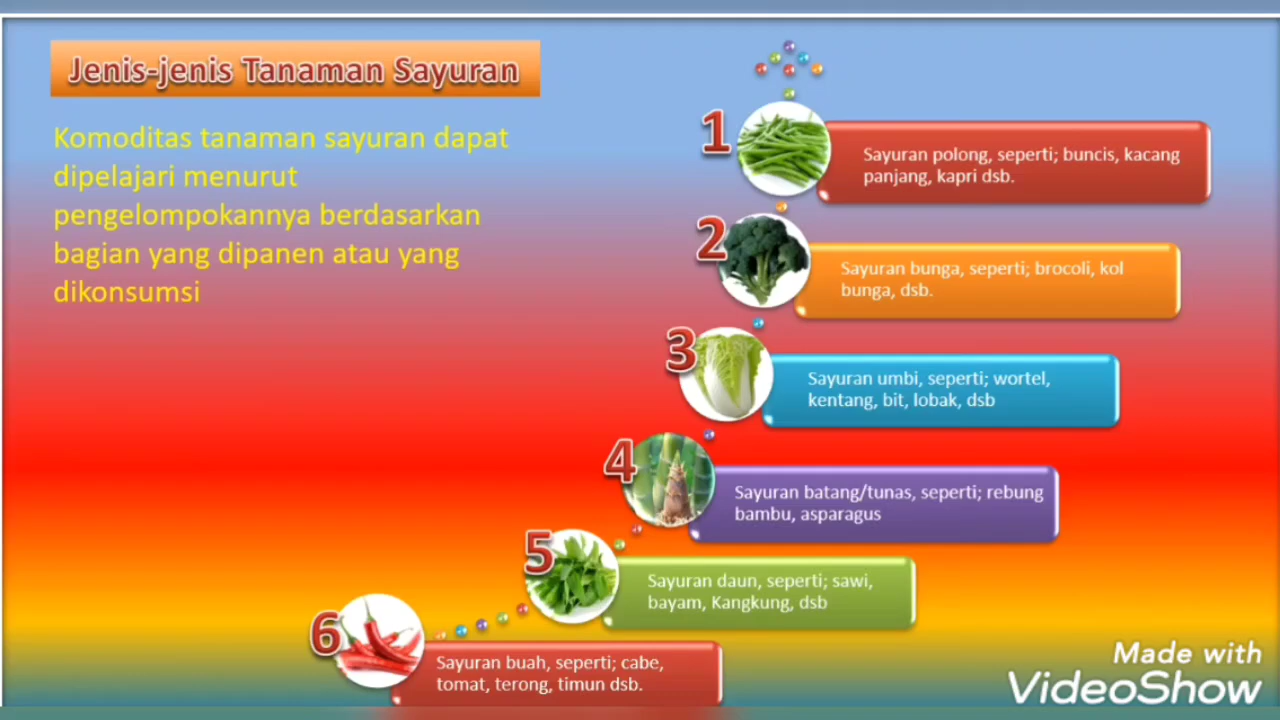 Jenis-jenis Tanaman Sayuran
Komoditas tanaman sayuran dapat
dipelajari menurut
pengelompokannya berdasarkan
bagian yang dipanen atau yang
dikonsumsi
1
Sayuran polong, seperti; buncis, kacang
panjang, kapri dsb.
2
Sayuran bunga, seperti; brocoli, kol
bunga, dsb.
3
Sayuran umbi, seperti; wortel,
kentang, bit, lobak, dsb
4
Sayuran batang/tunas, seperti; rebung
bambu, asparagus
5
Sayuran daun, seperti; sawi,
bayam, Kangkung, dsb
6
Sayuran buah, seperti; cabe,
tomat, terong, timun dsb.
Made with
VideoShow